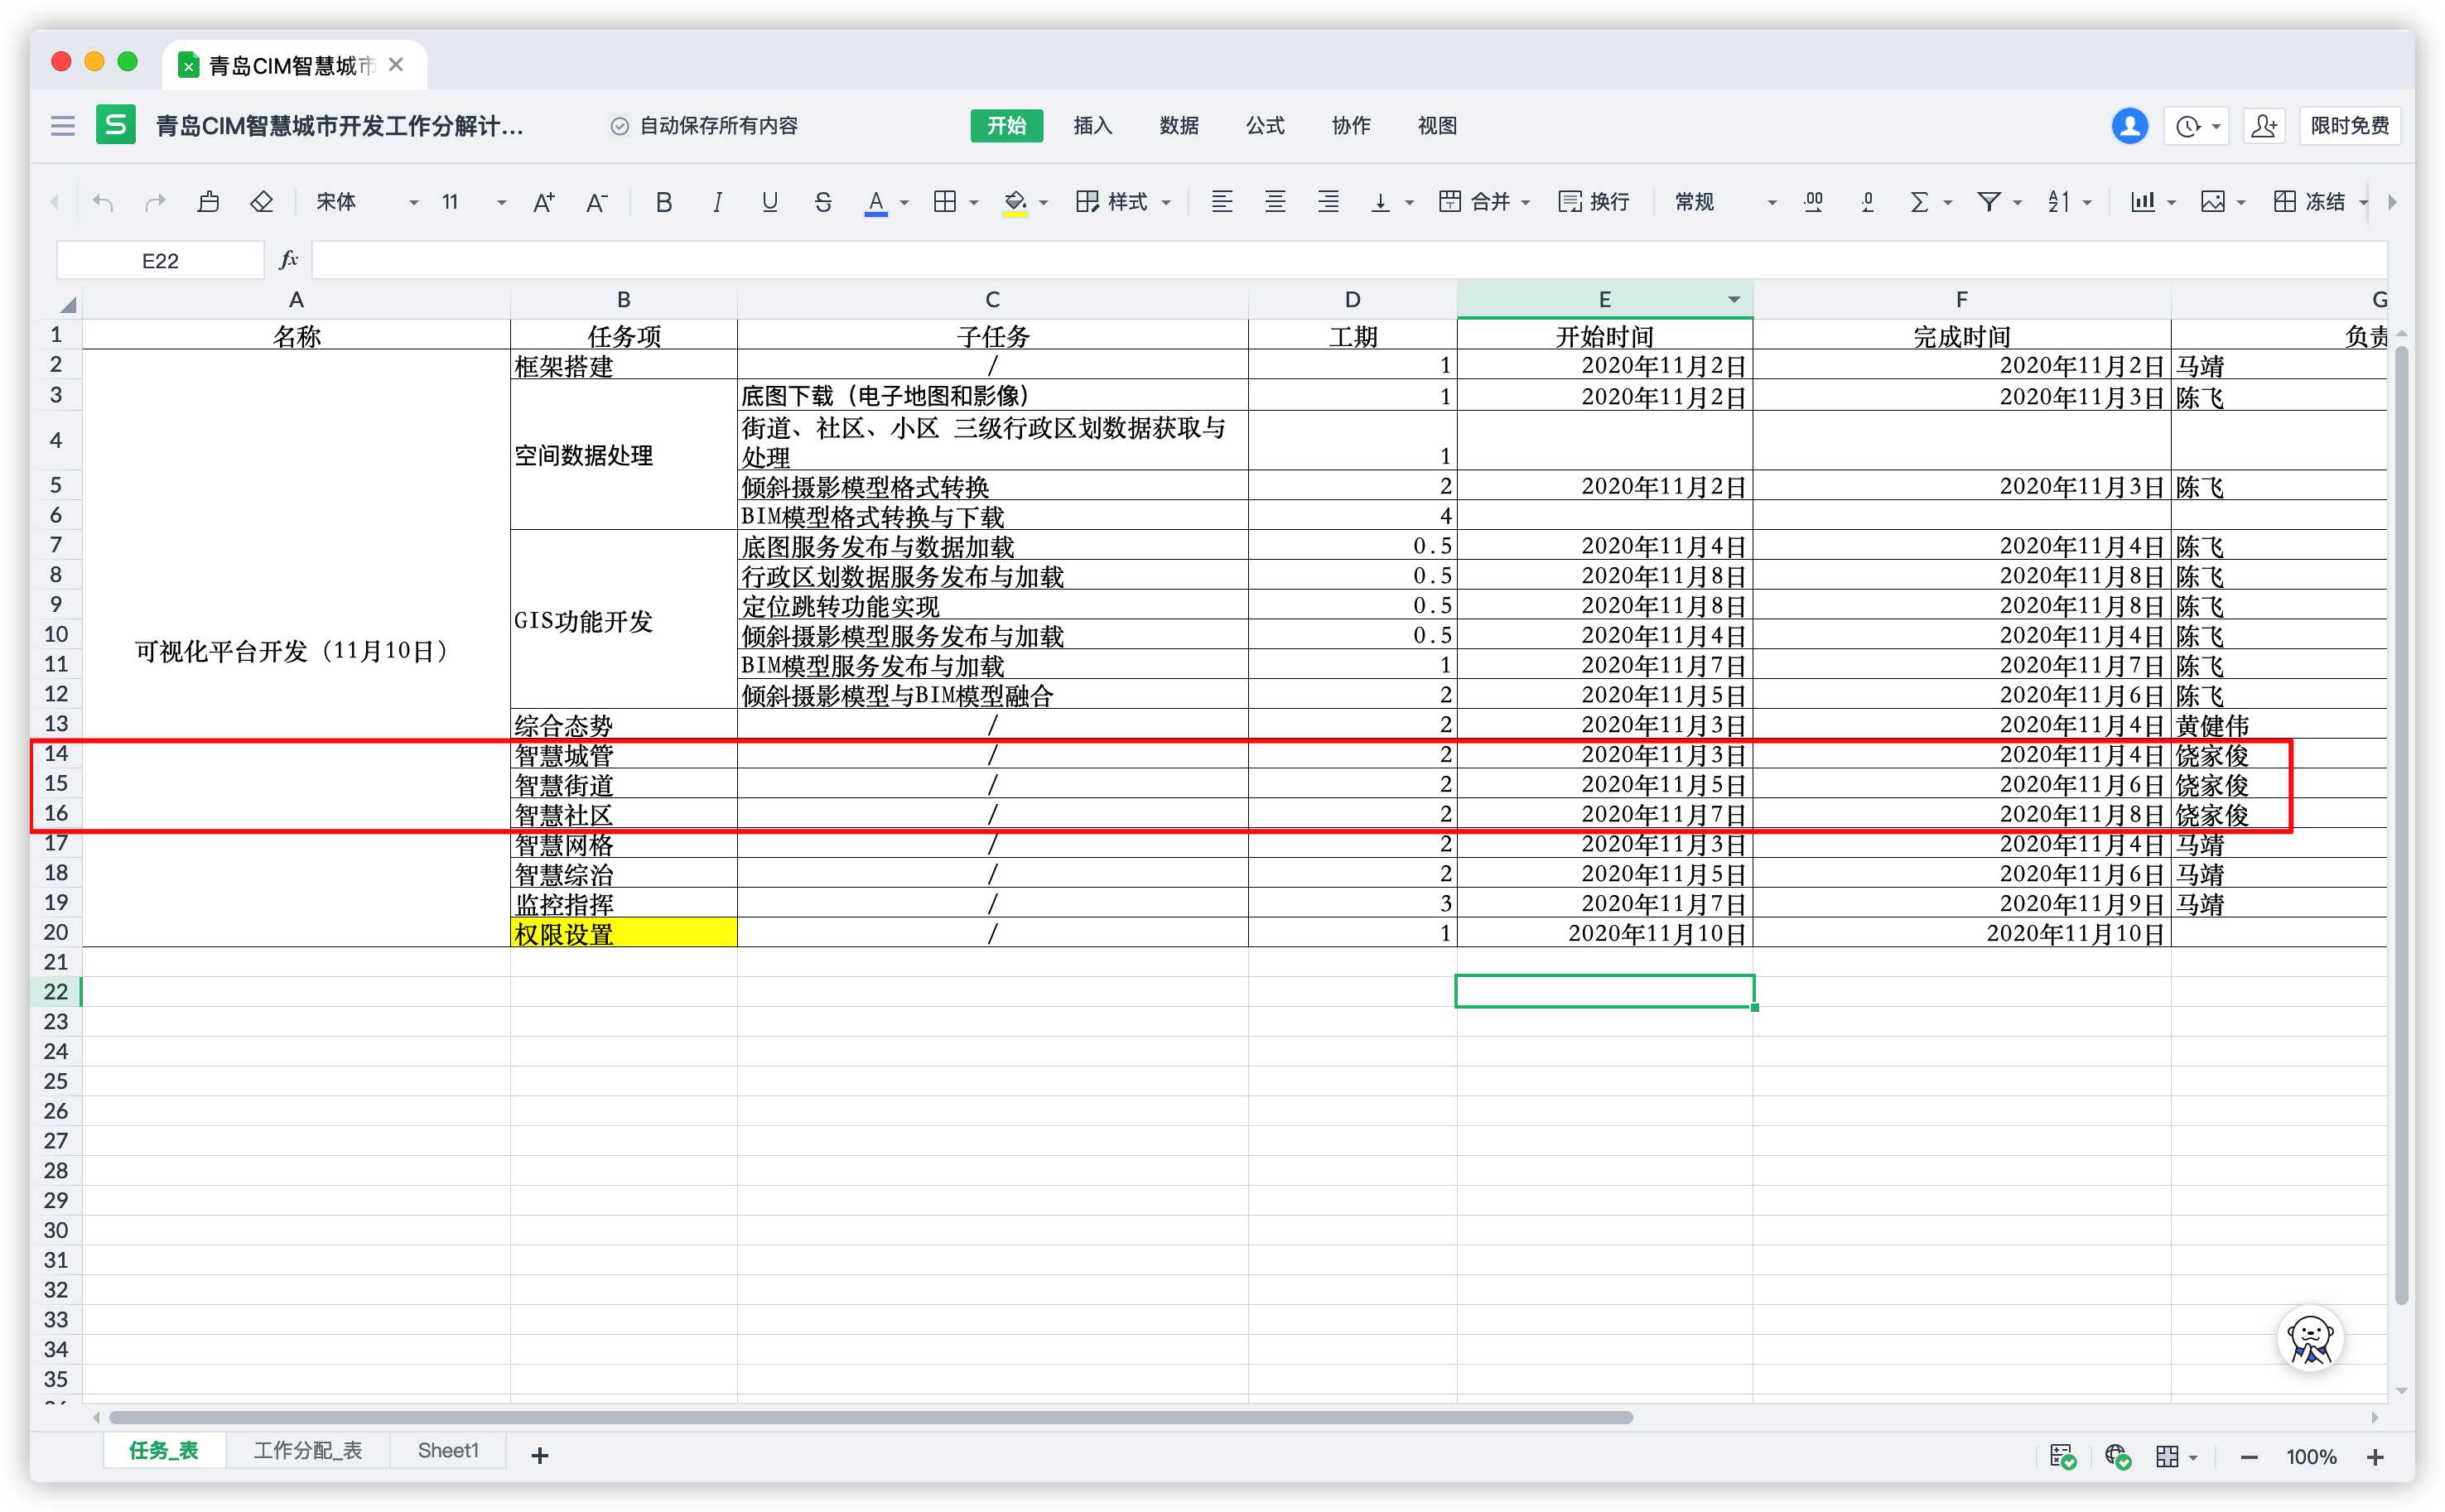 青岛CIM智慧城市
青岛CIM智慧城市开发工作分解计... 自动保存所有内容 开始 插入 数据 公式 协作 视图 限时免费
宋体 11 A+ A- B I U S A 样式 合并 换行 常规 .00 .0 Σ 冻结
E22 fx
A B C D E F G
1 名称 任务项 子任务 工期 开始时间 完成时间 负责
2 框架搭建 / 1 2020年11月2日 2020年11月2日 马靖
3 底图下载（电子地图和影像） 1 2020年11月2日 2020年11月3日 陈飞
4 街道、社区、小区 三级行政区划数据获取与
处理 1
空间数据处理
5 倾斜摄影模型格式转换 2 2020年11月2日 2020年11月3日 陈飞
6 BIM模型格式转换与下载 4
7 底图服务发布与数据加载 0.5 2020年11月4日 2020年11月4日 陈飞
8 行政区划数据服务发布与加载 0.5 2020年11月8日 2020年11月8日 陈飞
9 定位跳转功能实现 0.5 2020年11月8日 2020年11月8日 陈飞
GIS功能开发
10 倾斜摄影模型服务发布与加载 0.5 2020年11月4日 2020年11月4日 陈飞
可视化平台开发（11月10日）
11 BIM模型服务发布与加载 1 2020年11月7日 2020年11月7日 陈飞
12 倾斜摄影模型与BIM模型融合 2 2020年11月5日 2020年11月6日 陈飞
13 综合态势 / 2 2020年11月3日 2020年11月4日 黄健伟
14 智慧城管 / 2 2020年11月3日 2020年11月4日 饶家俊
15 智慧街道 / 2 2020年11月5日 2020年11月6日 饶家俊
16 智慧社区 / 2 2020年11月7日 2020年11月8日 饶家俊
17 智慧网格 / 2 2020年11月3日 2020年11月4日 马靖
18 智慧综治 / 2 2020年11月5日 2020年11月6日 马靖
19 监控指挥 / 3 2020年11月7日 2020年11月9日 马靖
20 权限设置 / 1 2020年11月10日 2020年11月10日
21
22
23
24
25
26
27
28
29
30
31
32
33
34
35
任务_表 工作分配_表 Sheet1 + 100%